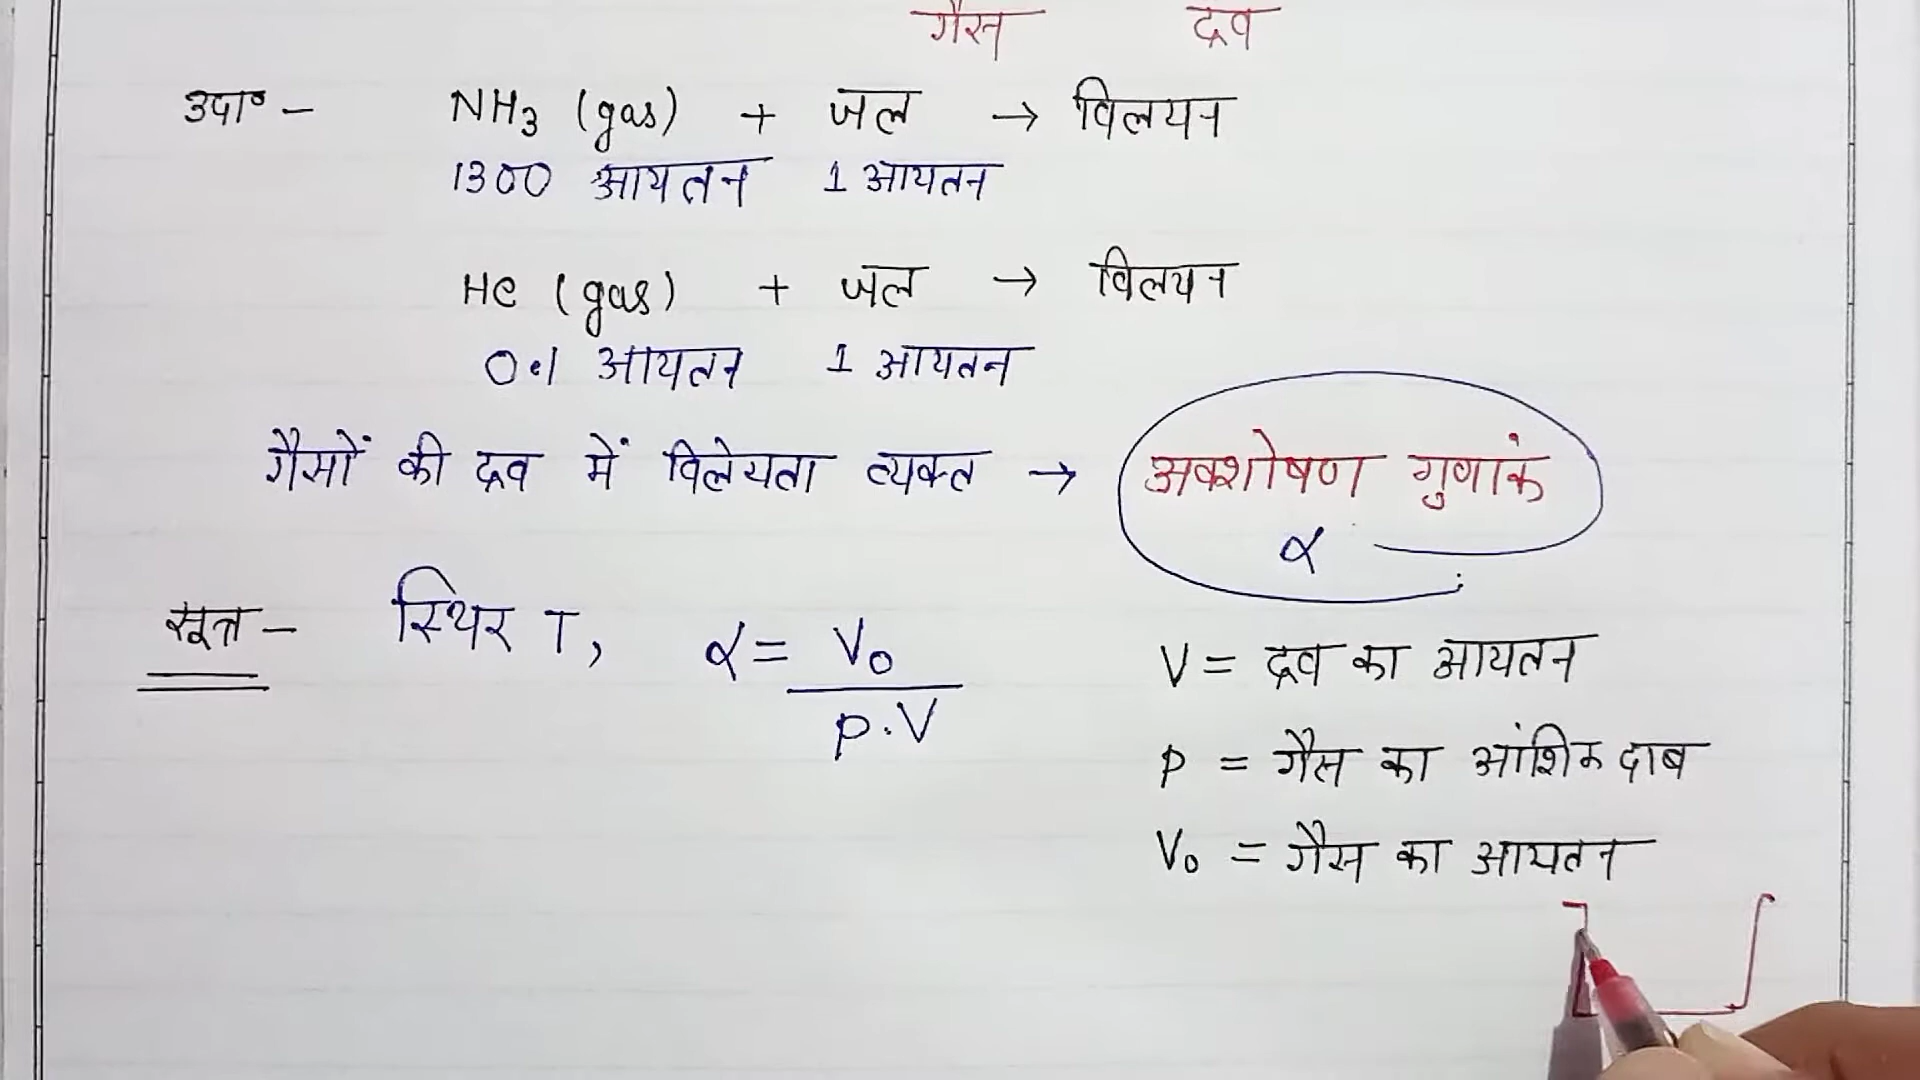 गैस द्रव
उदा० - NH3 (gas) + जल → विलयन
1300 आयतन 1 आयतन
He (gas) + जल → विलयन
0.1 आयतन 1 आयतन
गैसों की द्रव में विलेयता व्यक्त → अवशोषण गुणांक
α
सूत्र - स्थिर T, α = V₀
p.V
V = द्रव का आयतन
p = गैस का आंशिक दाब
V₀ = गैस का आयतन